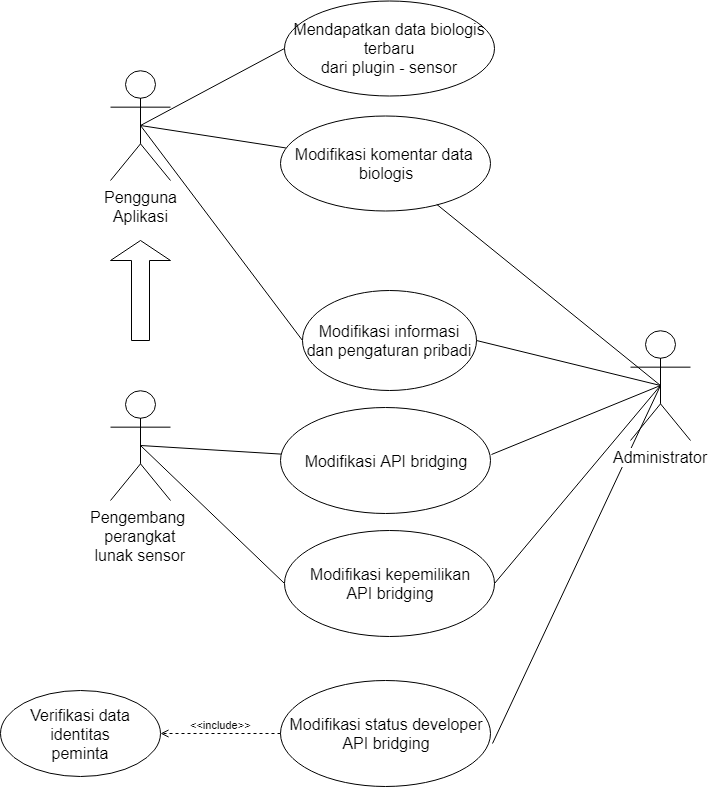 Mendapatkan data biologis
terbaru
dari plugin - sensor
Modifikasi komentar data
biologis
Pengguna
Aplikasi
Modifikasi informasi
dan pengaturan pribadi
Modifikasi API bridging
Administrator
Pengembang
perangkat
lunak sensor
Modifikasi kepemilikan
API bridging
Verifikasi data
identitas
peminta
<<include>>
Modifikasi status developer
API bridging